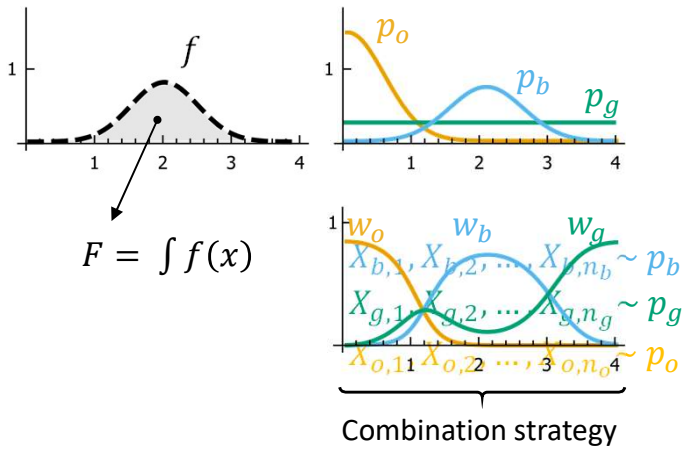 f
1
1 2 3 4
F = ∫ f(x)
p_o
p_b
p_g
1
1 2 3 4
w_o w_b w_g
1
X_{b,1}, X_{b,2}, ..., X_{b,n_b} ~ p_b
X_{g,1}, X_{g,2}, ..., X_{g,n_g} ~ p_g
X_{o,1}, X_{o,2}, ..., X_{o,n_o} ~ p_o
1 2 3 4
Combination strategy